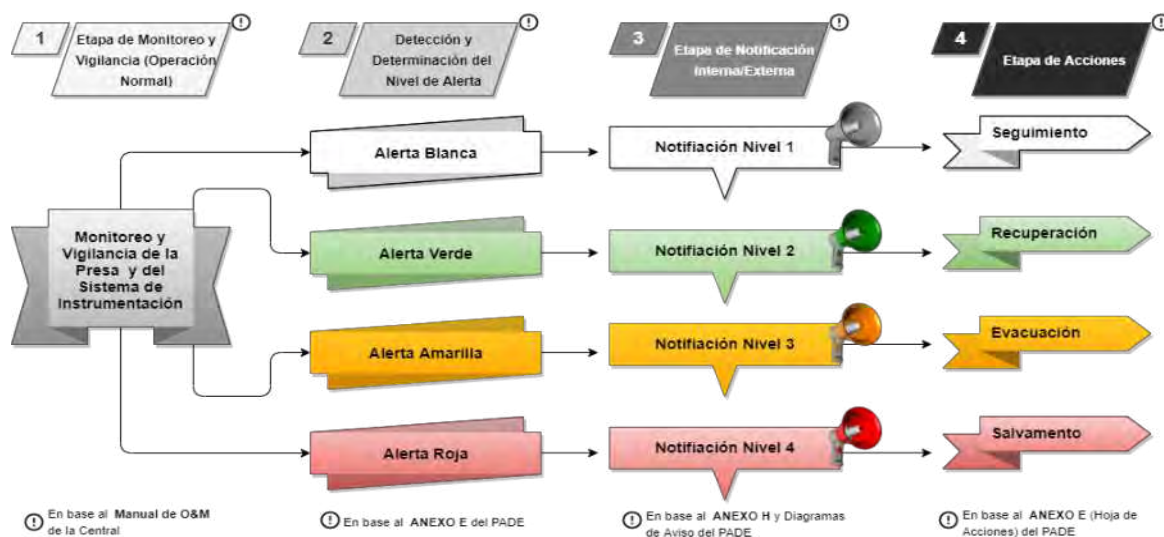 1
Etapa de Monitoreo y
Vigilancia (Operación
Normal)
2
Detección y
Determinación del
Nivel de Alerta
3
Etapa de Notificación
Interna/Externa
4
Etapa de Acciones
Monitoreo y
Vigilancia de la
Presa y del
Sistema de
Instrumentación
Alerta Blanca
Notifiación Nivel 1
Seguimiento
Alerta Verde
Notifiación Nivel 2
Recuperación
Alerta Amarilla
Notifiación Nivel 3
Evacuación
Alerta Roja
Notifiación Nivel 4
Salvamento
! En base al Manual de O&M
de la Central
! En base al ANEXO E del PADE
! En base al ANEXO H y Diagramas
de Aviso del PADE
! En base al ANEXO E (Hoja de
Acciones) del PADE